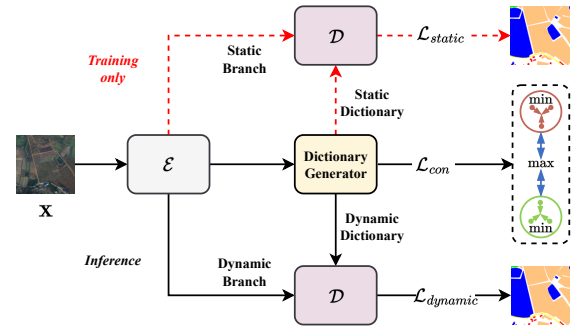 𝒟
ℒ_static
Static
Branch
Training
only
Static
Dictionary
min
ℰ
Dictionary
Generator
ℒ_con
max
X
min
Dynamic
Dictionary
Inference
Dynamic
Branch
𝒟
ℒ_dynamic